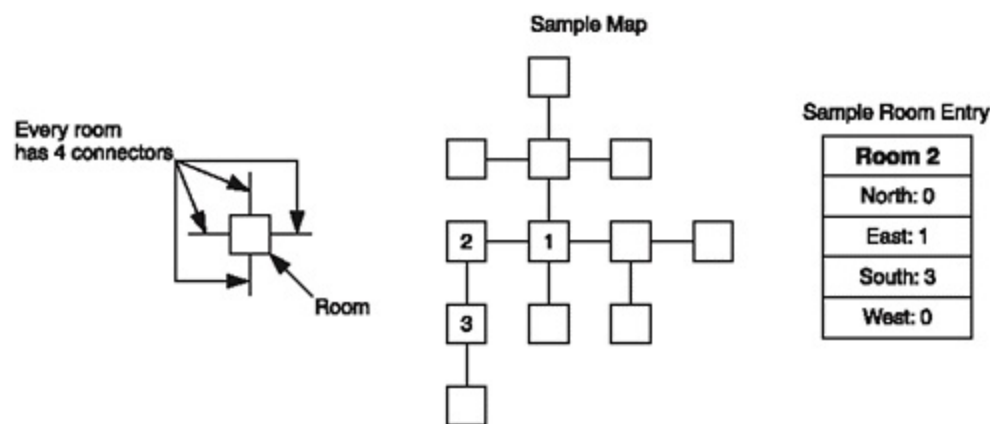 Sample Map
Every room
has 4 connectors
Room
2
1
3
Sample Room Entry
Room 2
North: 0
East: 1
South: 3
West: 0